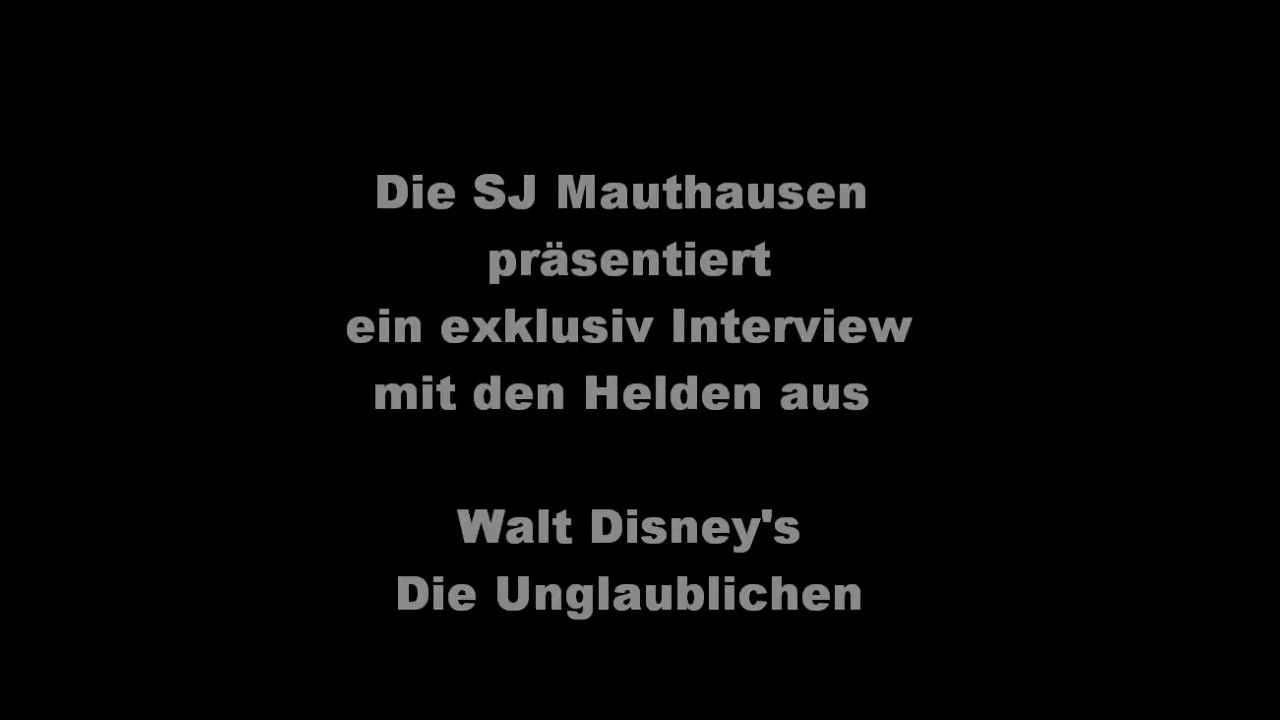 Die SJ Mauthausen
präsentiert
ein exklusiv Interview
mit den Helden aus
Walt Disney's
Die Unglaublichen